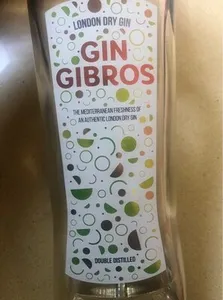 LONDON DRY GIN
GIN
GIBROS
THE MEDITERRANEAN FRESHNESS OF
AN AUTHENTIC LONDON DRY GIN
DOUBLE DISTILLED